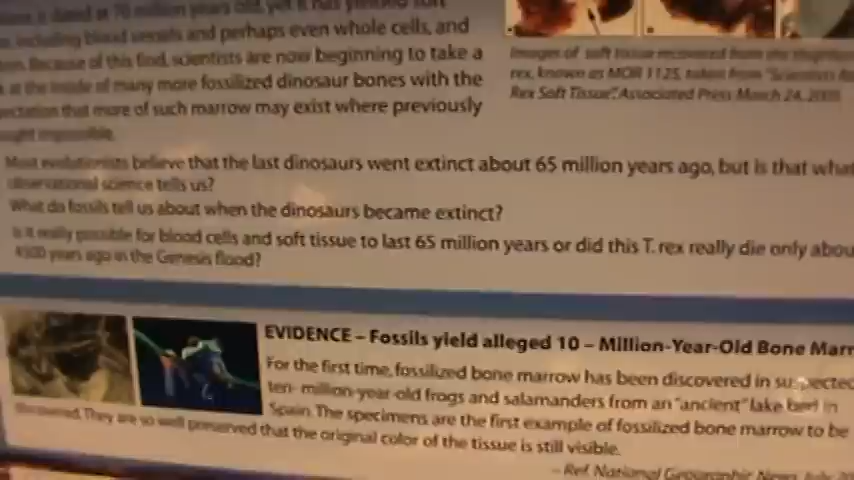 is dated at 70 million years old, yet it has yielded soft
including blood vessels and perhaps even whole cells, and
Because of this find, scientists are now beginning to take a
at the inside of many more fossilized dinosaur bones with the
that more of such marrow may exist where previously
impossible.
Images of soft tissue recovered from the
rex, known as MOR 1125, taken from "Scientists
Rex Soft Tissue", Associated Press March 24,
Most evolutionists believe that the last dinosaurs went extinct about 65 million years ago, but is that what
observational science tells us?
What do fossils tell us about when the dinosaurs became extinct?
Is it really possible for blood cells and soft tissue to last 65 million years or did this T. rex really die only abou
4500 years ago in the Genesis flood?
EVIDENCE – Fossils yield alleged 10 – Million-Year-Old Bone Marr
For the first time, fossilized bone marrow has been discovered in suspected
ten- million-year-old frogs and salamanders from an "ancient" lake bed in
Spain. The specimens are the first example of fossilized bone marrow to be
discovered. They are so well preserved that the original color of the tissue is still visible.
– Ref. National Geographic News, July